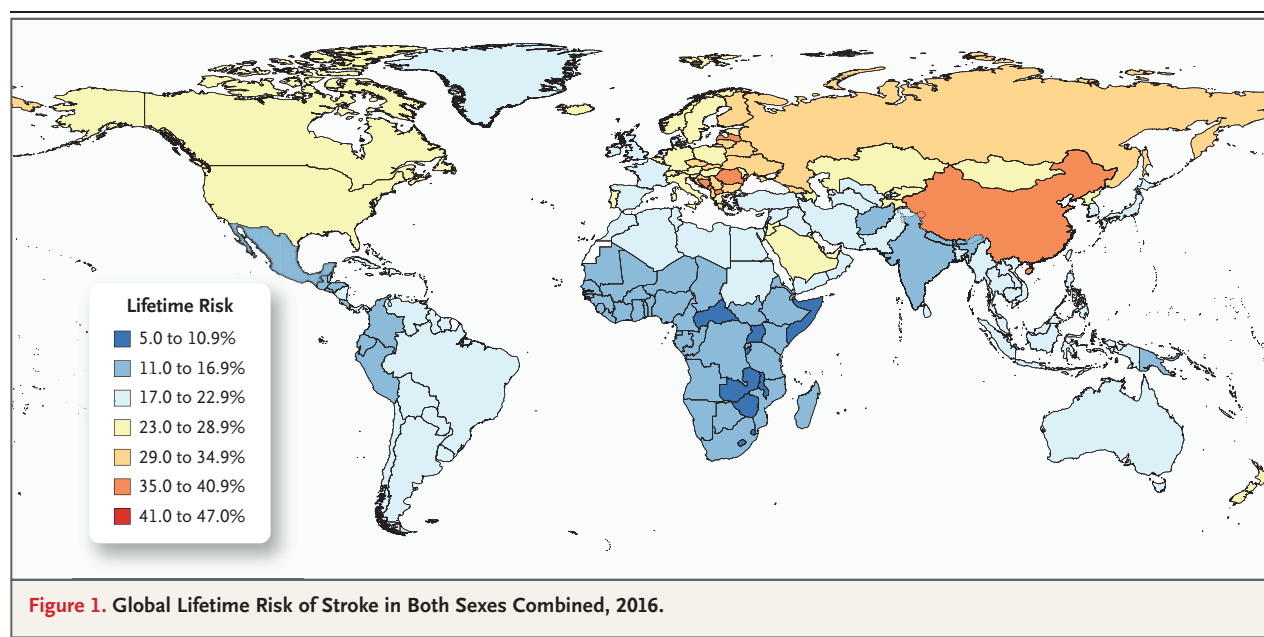 Lifetime Risk
5.0 to 10.9%
11.0 to 16.9%
17.0 to 22.9%
23.0 to 28.9%
29.0 to 34.9%
35.0 to 40.9%
41.0 to 47.0%
Figure 1. Global Lifetime Risk of Stroke in Both Sexes Combined, 2016.